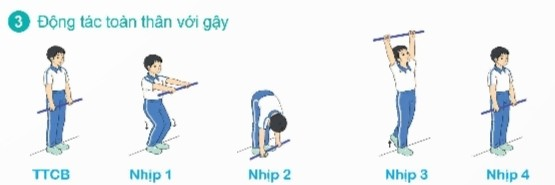 3 Động tác toàn thân với gậy
TTCB Nhịp 1 Nhịp 2 Nhịp 3 Nhịp 4